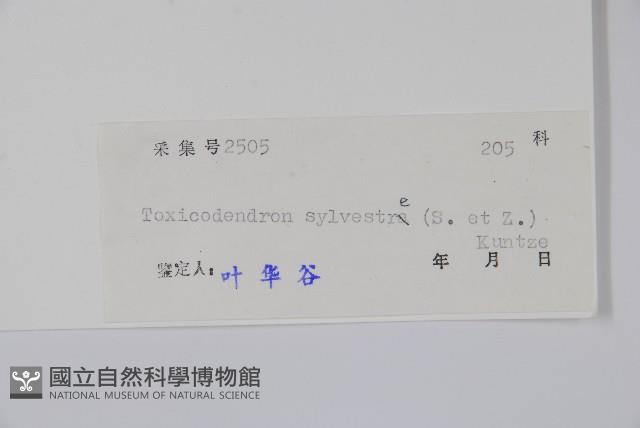 采集号2505 205 科
e
Toxicodendron sylvestra (S. et Z.)
Kuntze
鉴定人: 叶华谷 年 月 日
國立自然科學博物館
NATIONAL MUSEUM OF NATURAL SCIENCE